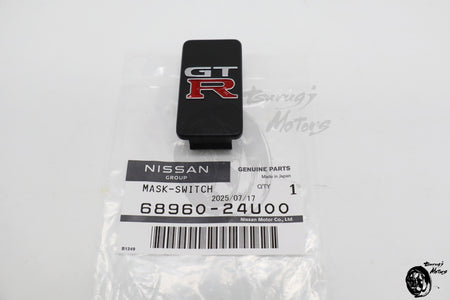 GT
R
Tsurugi
Motors
NISSAN
GROUP
GENUINE PARTS
Made in Japan
MASK-SWITCH
Q'TY 1
2025/07/17
68960-24U00
Nissan Motor Co., Ltd.
B1249
Tsurugi
Motors